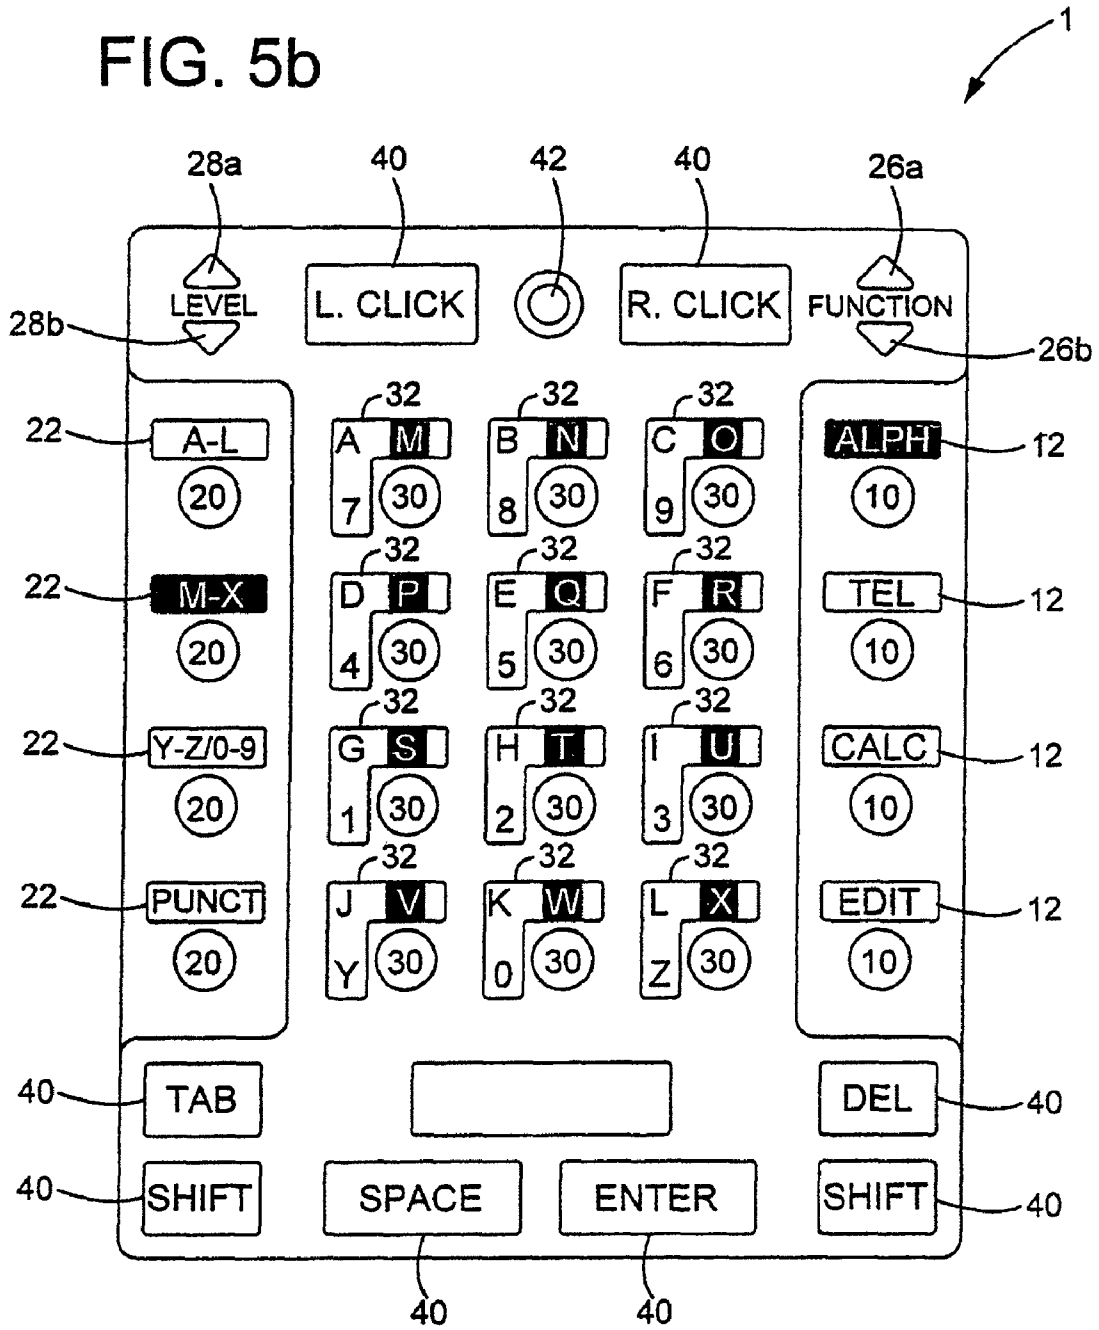 FIG. 5b
1
28a 40 42 40 26a
LEVEL L. CLICK R. CLICK FUNCTION
28b 26b
32 32 32
22 A-L A M B N C O ALPH 12
20 7 30 8 30 9 30 10
32 32 32
22 M-X D P E Q F R TEL 12
20 4 30 5 30 6 30 10
32 32 32
22 Y-Z/0-9 G S H T I U CALC 12
20 1 30 2 30 3 30 10
32 32 32
22 PUNCT J V K W L X EDIT 12
20 Y 30 0 30 Z 30 10
40 TAB DEL 40
40 SHIFT SPACE ENTER SHIFT 40
40 40